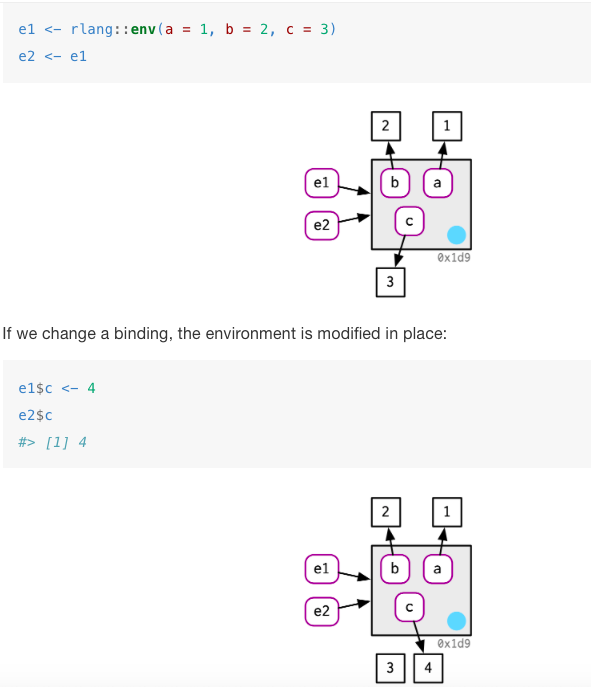 e1 <- rlang::env(a = 1, b = 2, c = 3)
e2 <- e1
2 1
e1 b a
e2 c
0x1d9
3
If we change a binding, the environment is modified in place:
e1$c <- 4
e2$c
#> [1] 4
2 1
e1 b a
e2 c
0x1d9
3 4